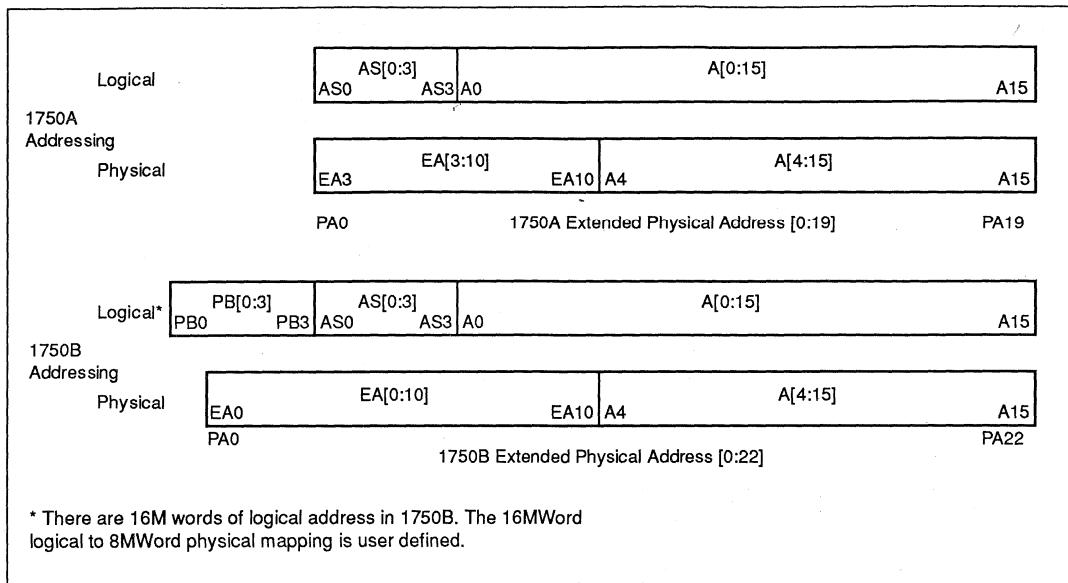 Logical
AS[0:3]
AS0 AS3
A[0:15]
A0 A15
1750A
Addressing
Physical
EA[3:10]
EA3 EA10
A[4:15]
A4 A15
PA0 1750A Extended Physical Address [0:19] PA19
Logical*
PB[0:3]
PB0 PB3
AS[0:3]
AS0 AS3
A[0:15]
A0 A15
1750B
Addressing
Physical
EA[0:10]
EA0 EA10
A[4:15]
A4 A15
PA0 PA22
1750B Extended Physical Address [0:22]
* There are 16M words of logical address in 1750B. The 16MWord
logical to 8MWord physical mapping is user defined.